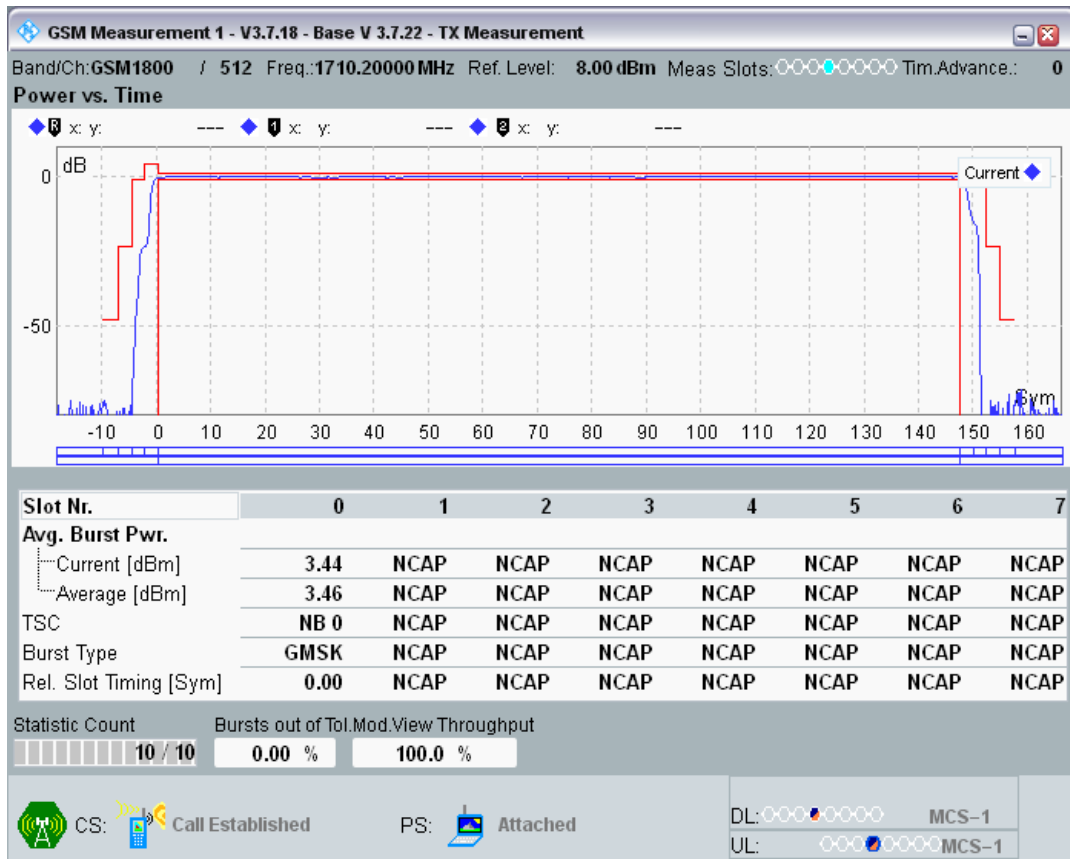 GSM Measurement 1 - V3.7.18 - Base V 3.7.22 - TX Measurement
Band/Ch:GSM1800 / 512 Freq.:1710.20000 MHz Ref. Level: 8.00 dBm Meas Slots: Tim.Advance.: 0
Power vs. Time
R x: y: --- 1 x: y: --- 2 x: y: ---
dB
Current
0
-50
Sym
-10 0 10 20 30 40 50 60 70 80 90 100 110 120 130 140 150 160
Slot Nr. 0 1 2 3 4 5 6 7
Avg. Burst Pwr.
Current [dBm] 3.44 NCAP NCAP NCAP NCAP NCAP NCAP NCAP
Average [dBm] 3.46 NCAP NCAP NCAP NCAP NCAP NCAP NCAP
TSC NB 0 NCAP NCAP NCAP NCAP NCAP NCAP NCAP
Burst Type GMSK NCAP NCAP NCAP NCAP NCAP NCAP NCAP
Rel. Slot Timing [Sym] 0.00 NCAP NCAP NCAP NCAP NCAP NCAP NCAP
Statistic Count Bursts out of Tol.Mod.View Throughput
10 / 10 0.00 % 100.0 %
CS: Call Established PS: Attached
DL: MCS-1
UL: MCS-1